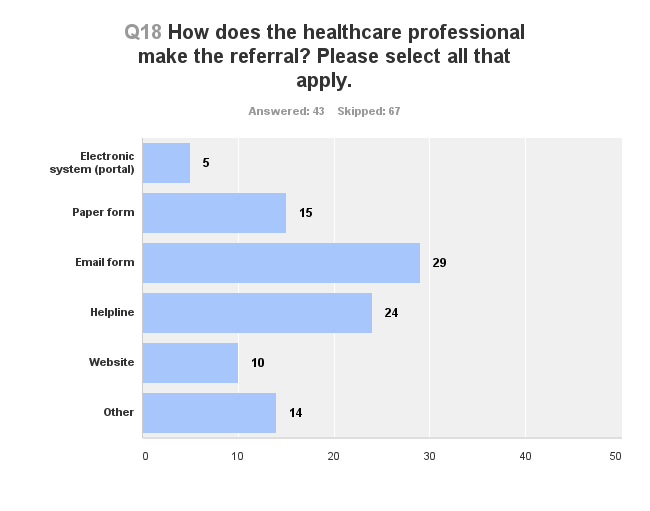 Q18 How does the healthcare professional
make the referral? Please select all that
apply.
Answered: 43 Skipped: 67
Electronic
system (portal)
5
Paper form
15
Email form
29
Helpline
24
Website
10
Other
14
0 10 20 30 40 50